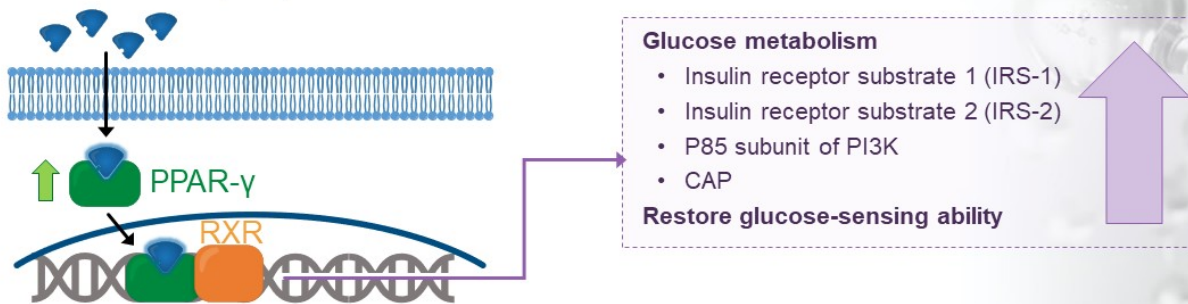 PPAR-γ
RXR
Glucose metabolism
• Insulin receptor substrate 1 (IRS-1)
• Insulin receptor substrate 2 (IRS-2)
• P85 subunit of PI3K
• CAP
Restore glucose-sensing ability